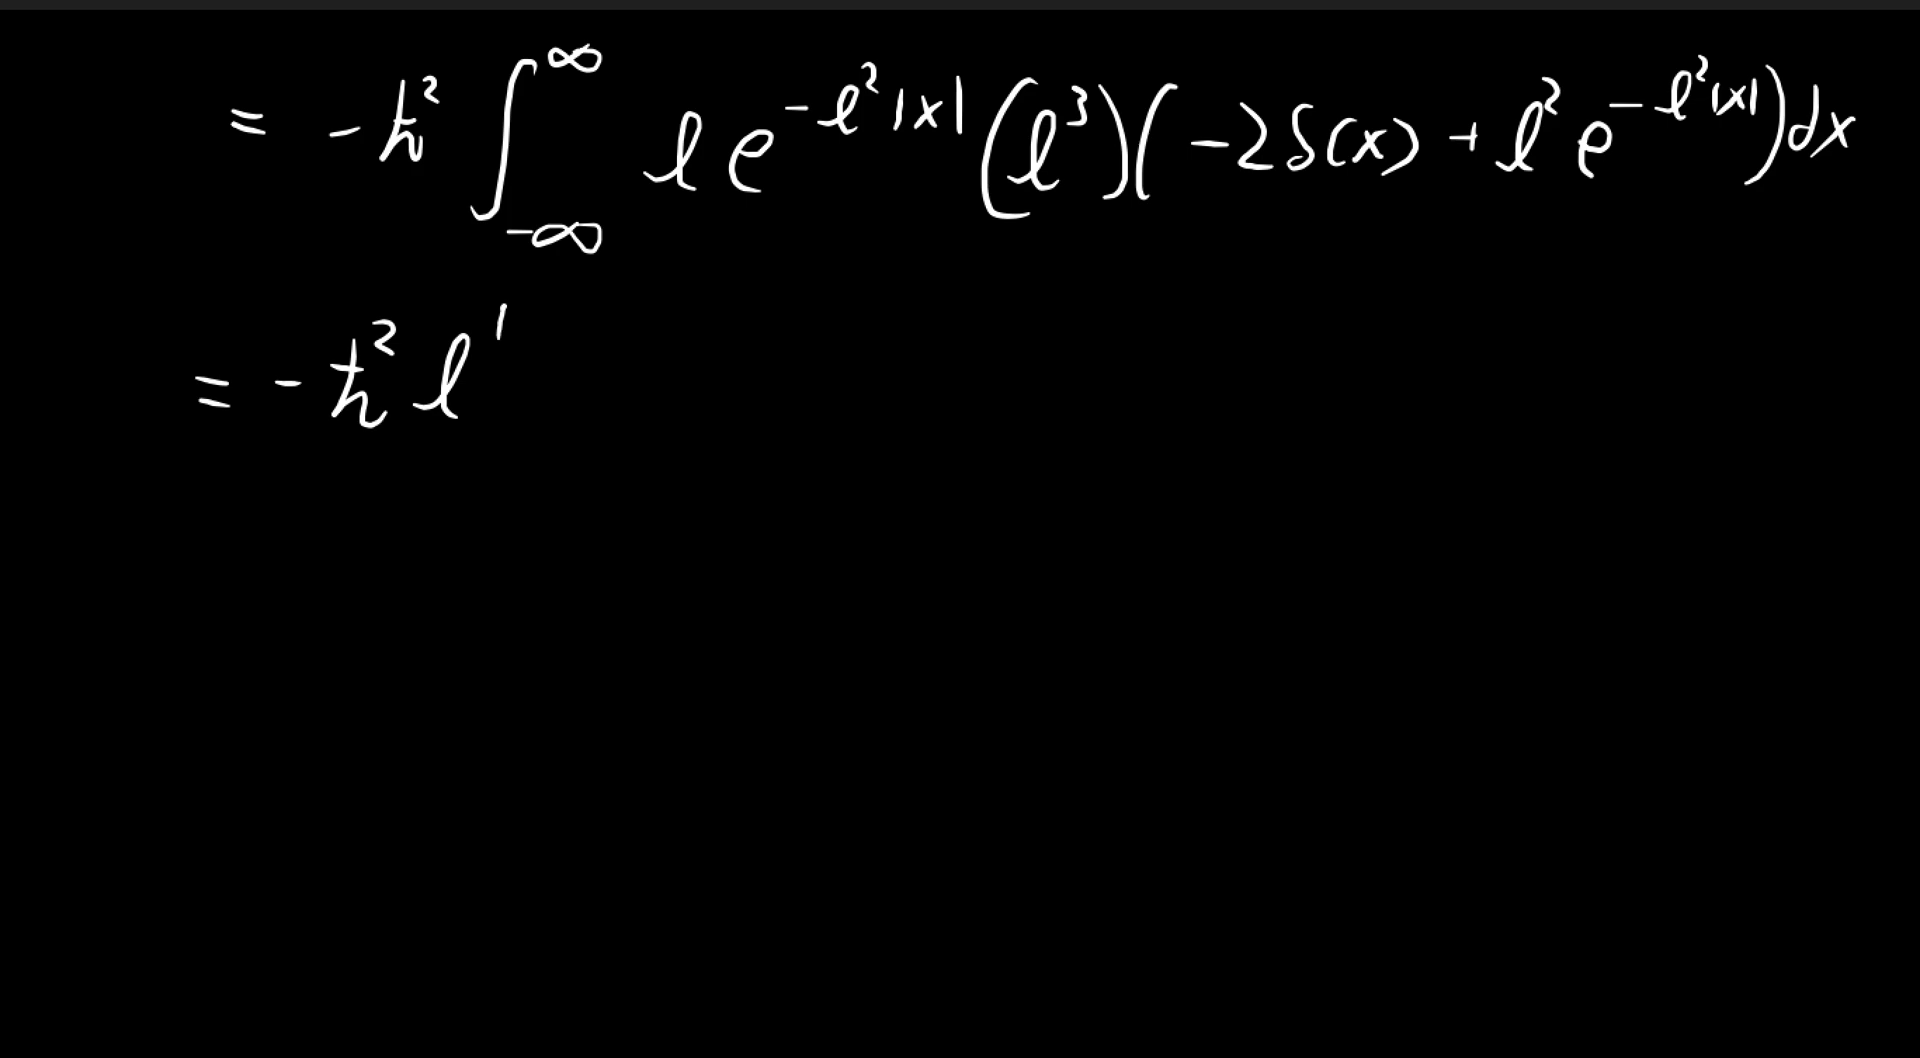 = -ħ² ∫_{-∞}^{∞} ℓ e^{-ℓ²|x|} (ℓ³)(-2δ(x) + ℓ² e^{-ℓ²|x|}) dx
= -ħ² ℓ^|